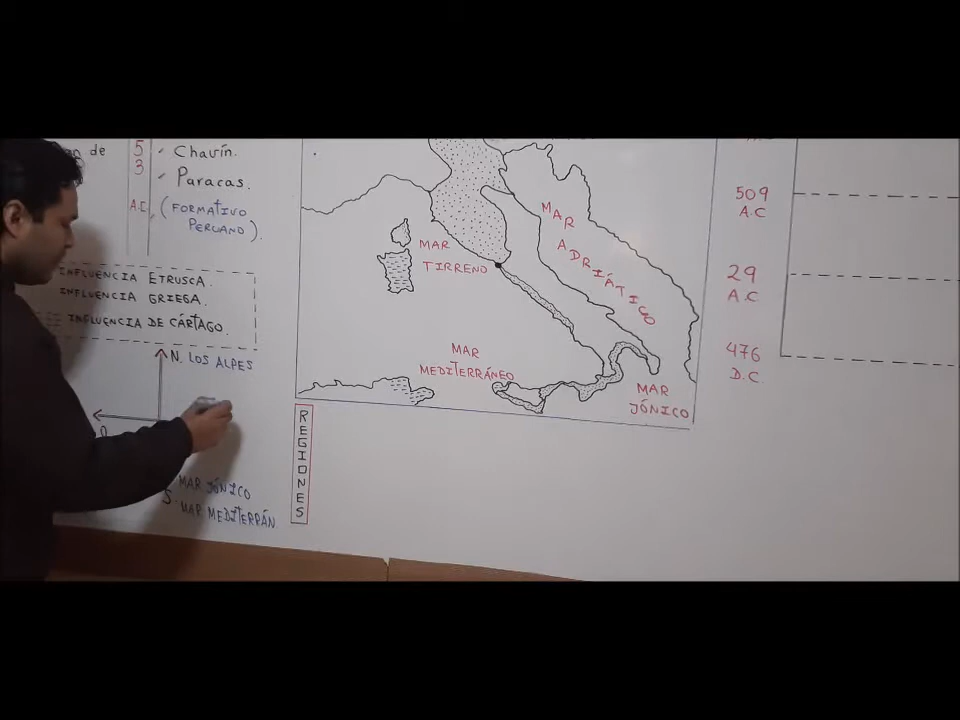 de
5
3
A.C
✓ Chavín.
✓ Paracas.
(FORMATIVO
PERUANO).
INFLUENCIA ETRUSCA.
INFLUENCIA GRIEGA.
INFLUENCIA DE CÁRTAGO.
N. LOS ALPES
O
MAR JÓNICO
S.
MAR MEDITERRÁN
MAR
TIRRENO
MAR
ADRIÁTICO
MAR
MEDITERRÁNEO
MAR
JÓNICO
REGIONES
509
A.C
29
A.C
476
D.C.